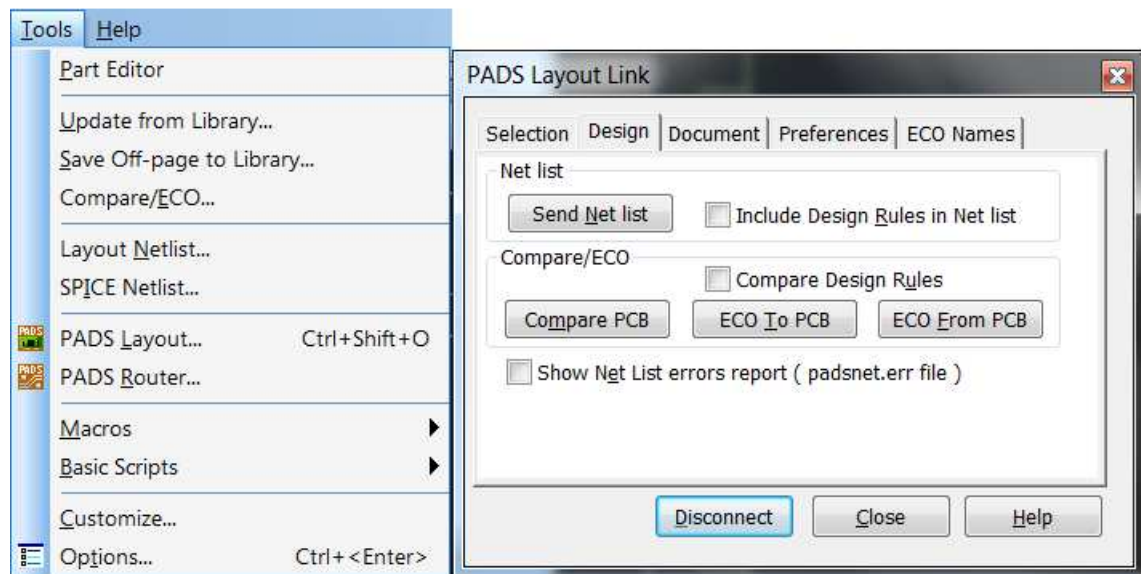 Tools Help
Part Editor
Update from Library...
Save Off-page to Library...
Compare/ECO...
Layout Netlist...
SPICE Netlist...
PADS
PADS Layout... Ctrl+Shift+O
PADS
PADS Router...
Macros
Basic Scripts
Customize...
Options... Ctrl+<Enter>
PADS Layout Link
Selection Design Document Preferences ECO Names
Net list
Send Net list Include Design Rules in Net list
Compare/ECO
Compare Design Rules
Compare PCB ECO To PCB ECO From PCB
Show Net List errors report ( padsnet.err file )
Disconnect Close Help